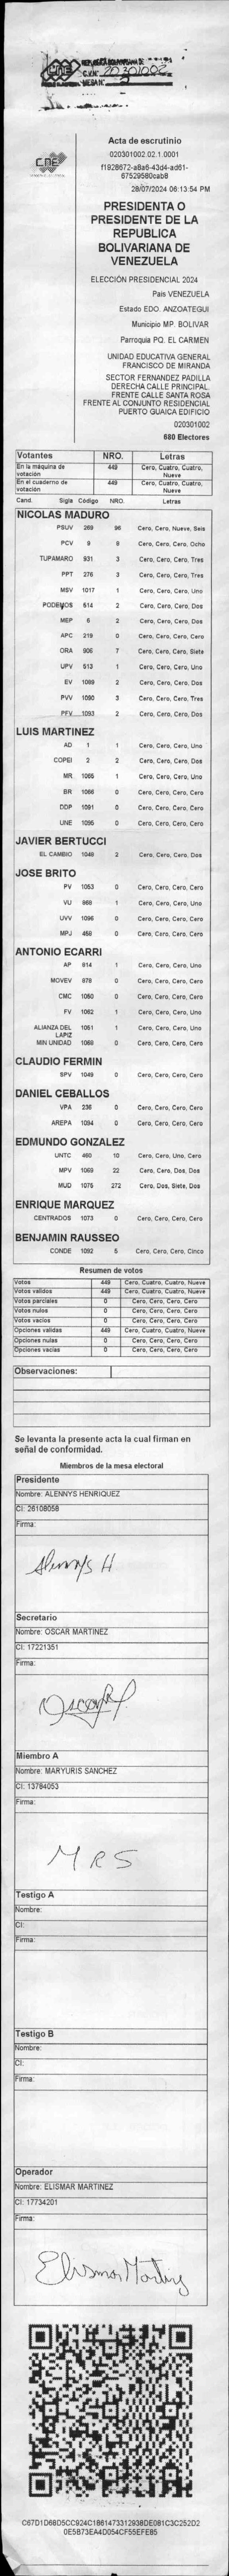 CNE
REPUBLICA BOLIVARIANA DE
C.V.N° 020301002
MESA N° 2
CNE
Acta de escrutinio
020301002.02.1.0001
f1928672-a8a6-43d4-ad61-
67529580cab8
28/07/2024 06:13:54 PM
PRESIDENTA O
PRESIDENTE DE LA
REPUBLICA
BOLIVARIANA DE
VENEZUELA
ELECCIÓN PRESIDENCIAL 2024
Pais VENEZUELA
Estado EDO. ANZOATEGUI
Municipio MP. BOLIVAR
Parroquia PQ. EL CARMEN
UNIDAD EDUCATIVA GENERAL
FRANCISCO DE MIRANDA
SECTOR FERNANDEZ PADILLA
DERECHA CALLE PRINCIPAL.
FRENTE CALLE SANTA ROSA
FRENTE AL CONJUNTO RESIDENCIAL
PUERTO GUAICA EDIFICIO
020301002
680 Electores
Votantes NRO. Letras
En la máquina de votación 449 Cero, Cuatro, Cuatro, Nueve
En el cuaderno de votación 449 Cero, Cuatro, Cuatro, Nueve
Cand. Sigla Código NRO. Letras
NICOLAS MADURO
PSUV 269 96 Cero, Cero, Nueve, Seis
PCV 9 8 Cero, Cero, Cero, Ocho
TUPAMARO 931 3 Cero, Cero, Cero, Tres
PPT 276 3 Cero, Cero, Cero, Tres
MSV 1017 1 Cero, Cero, Cero, Uno
PODEMOS 514 2 Cero, Cero, Cero, Dos
MEP 6 2 Cero, Cero, Cero, Dos
APC 219 0 Cero, Cero, Cero, Cero
ORA 906 7 Cero, Cero, Cero, Siete
UPV 513 1 Cero, Cero, Cero, Uno
EV 1089 2 Cero, Cero, Cero, Dos
PVV 1090 3 Cero, Cero, Cero, Tres
PFV 1093 2 Cero, Cero, Cero, Dos
LUIS MARTINEZ
AD 1 1 Cero, Cero, Cero, Uno
COPEI 2 2 Cero, Cero, Cero, Dos
MR 1055 1 Cero, Cero, Cero, Uno
BR 1066 0 Cero, Cero, Cero, Cero
DDP 1091 0 Cero, Cero, Cero, Cero
UNE 1095 0 Cero, Cero, Cero, Cero
JAVIER BERTUCCI
EL CAMBIO 1048 2 Cero, Cero, Cero, Dos
JOSE BRITO
PV 1053 0 Cero, Cero, Cero, Cero
VU 868 1 Cero, Cero, Cero, Uno
UVV 1096 0 Cero, Cero, Cero, Cero
MPJ 458 0 Cero, Cero, Cero, Cero
ANTONIO ECARRI
AP 814 1 Cero, Cero, Cero, Uno
MOVEV 878 0 Cero, Cero, Cero, Cero
CMC 1050 0 Cero, Cero, Cero, Cero
FV 1062 1 Cero, Cero, Cero, Uno
ALIANZA DEL LAPIZ 1051 1 Cero, Cero, Cero, Uno
MIN UNIDAD 1068 0 Cero, Cero, Cero, Cero
CLAUDIO FERMIN
SPV 1049 0 Cero, Cero, Cero, Cero
DANIEL CEBALLOS
VPA 236 0 Cero, Cero, Cero, Cero
AREPA 1094 0 Cero, Cero, Cero, Cero
EDMUNDO GONZALEZ
UNTC 460 10 Cero, Cero, Uno, Cero
MPV 1069 22 Cero, Cero, Dos, Dos
MUD 1075 272 Cero, Dos, Siete, Dos
ENRIQUE MARQUEZ
CENTRADOS 1073 0 Cero, Cero, Cero, Cero
BENJAMIN RAUSSEO
CONDE 1092 5 Cero, Cero, Cero, Cinco
Resumen de votos
Votos 449 Cero, Cuatro, Cuatro, Nueve
Votos validos 449 Cero, Cuatro, Cuatro, Nueve
Votos parciales 0 Cero, Cero, Cero, Cero
Votos nulos 0 Cero, Cero, Cero, Cero
Votos vacios 0 Cero, Cero, Cero, Cero
Opciones validas 449 Cero, Cuatro, Cuatro, Nueve
Opciones nulas 0 Cero, Cero, Cero, Cero
Opciones vacias 0 Cero, Cero, Cero, Cero
Observaciones:
Se levanta la presente acta la cual firman en
señal de conformidad.
Miembros de la mesa electoral
Presidente
Nombre: ALENNYS HENRIQUEZ
CI: 26108058
Firma:
Alennys H
Secretario
Nombre: OSCAR MARTINEZ
CI: 17221351
Firma:
Miembro A
Nombre: MARYURIS SANCHEZ
CI: 13784053
Firma:
MRS
Testigo A
Nombre:
CI:
Firma:
Testigo B
Nombre:
CI:
Firma:
Operador
Nombre: ELISMAR MARTINEZ
CI: 17734201
Firma:
Elismar Martinez
C67D1D68D5CC924C1861473312938DE081C3C252D2
0E5B73EA4D054CF55EFE85